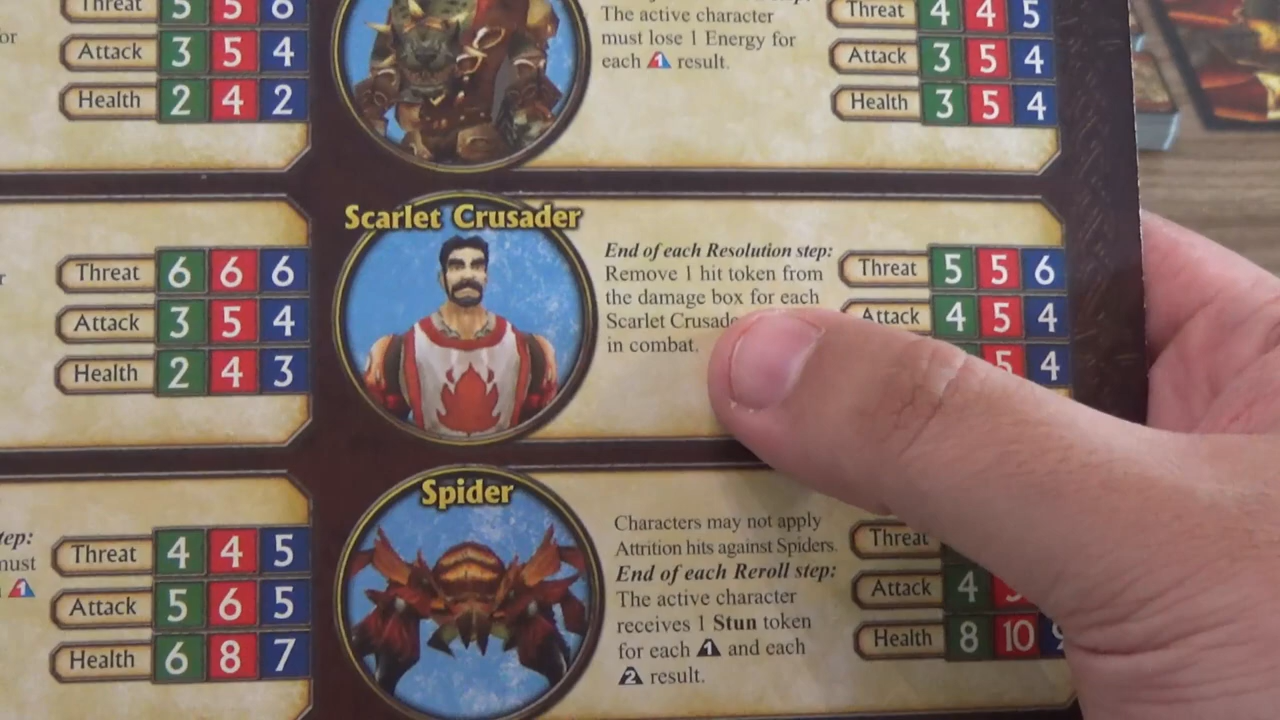 Threat 5 5 6
or
Attack 3 5 4
Health 2 4 2
The active character
must lose 1 Energy for
each 1 result.
Threat 4 4 5
Attack 3 5 4
Health 3 5 4
Threat 6 6 6
Attack 3 5 4
Health 2 4 3
Scarlet Crusader
End of each Resolution step:
Remove 1 hit token from
the damage box for each
Scarlet Crusade
in combat.
Threat 5 5 6
Attack 4 5 4
5 4
tep:
must
1
Threat 4 4 5
Attack 5 6 5
Health 6 8 7
Spider
Characters may not apply
Attrition hits against Spiders.
End of each Reroll step:
The active character
receives 1 Stun token
for each 1 and each
2 result.
Threat
Attack 4
Health 8 10